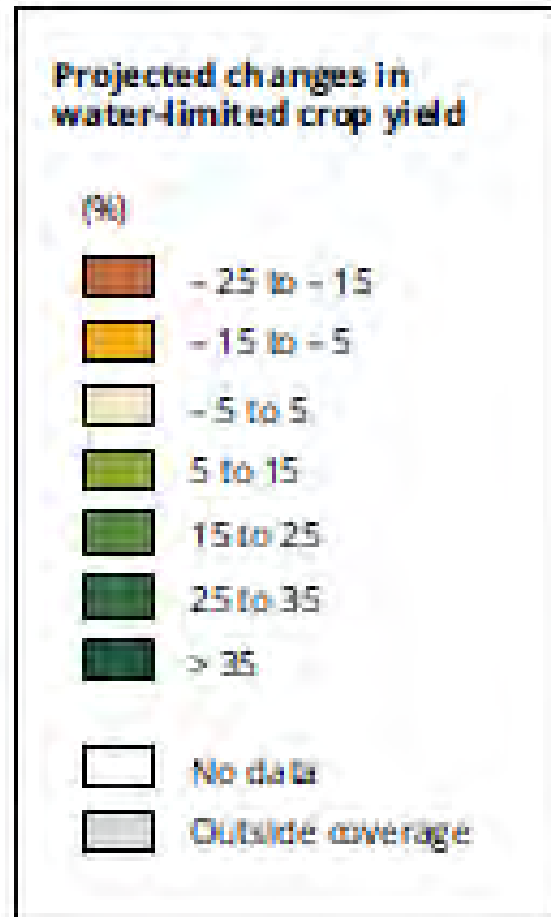 Projected changes in
water-limited crop yield
(%)
– 25 to – 15
– 15 to – 5
– 5 to 5
5 to 15
15 to 25
25 to 35
> 35
No data
Outside coverage